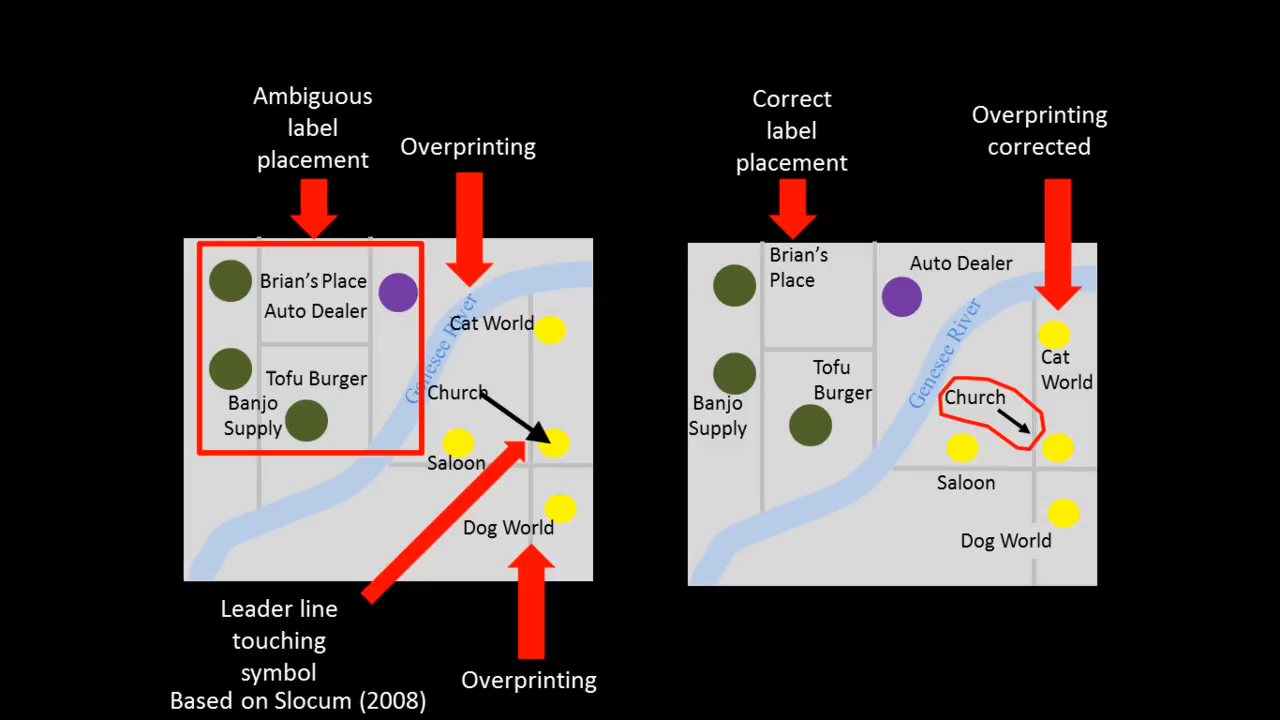 Ambiguous
label
placement
Overprinting
Brian's Place
Auto Dealer
Genesee River
Cat World
Tofu Burger
Banjo
Supply
Church
Saloon
Dog World
Leader line
touching
symbol
Based on Slocum (2008)
Overprinting
Correct
label
placement
Overprinting
corrected
Brian's
Place
Auto Dealer
Genesee River
Cat
World
Tofu
Burger
Banjo
Supply
Church
Saloon
Dog World